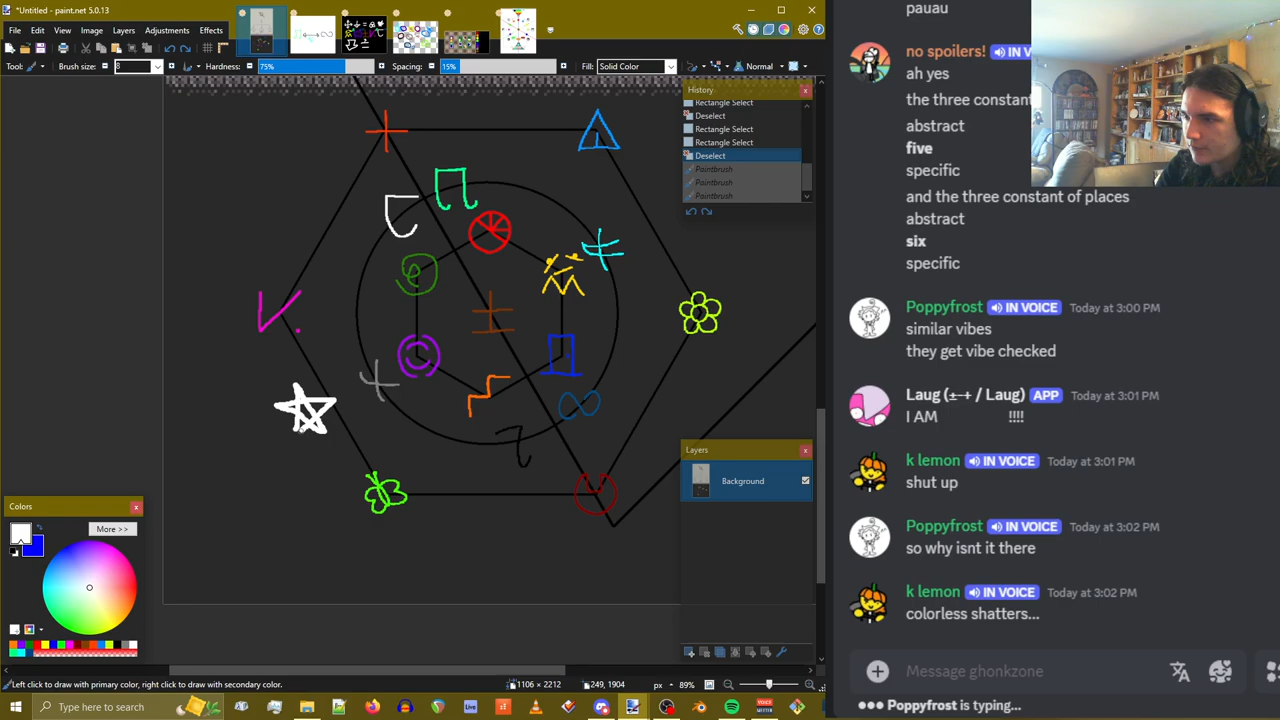 *Untitled - paint.net 5.0.13
File Edit View Image Layers Adjustments Effects
Tool: Brush size: 8 Hardness: 75% Spacing: 15% Fill: Solid Color Normal
History
Rectangle Select
Deselect
Rectangle Select
Rectangle Select
Deselect
Paintbrush
Paintbrush
Paintbrush
Layers
Background
Colors
More >>
Left click to draw with primary color, right click to draw with secondary color.
1106 × 2212
249, 1904
px
89%
Type here to search
pauau
no spoilers! IN VO
ah yes
the three constant
abstract
five
specific
and the three constant of places
abstract
six
specific
Poppyfrost IN VOICE Today at 3:00 PM
similar vibes
they get vibe checked
Laug (±-+ / Laug) APP Today at 3:01 PM
I AM !!!!
k lemon IN VOICE Today at 3:01 PM
shut up
Poppyfrost IN VOICE Today at 3:02 PM
so why isnt it there
k lemon IN VOICE Today at 3:02 PM
colorless shatters...
Message ghonkzone
Poppyfrost is typing...